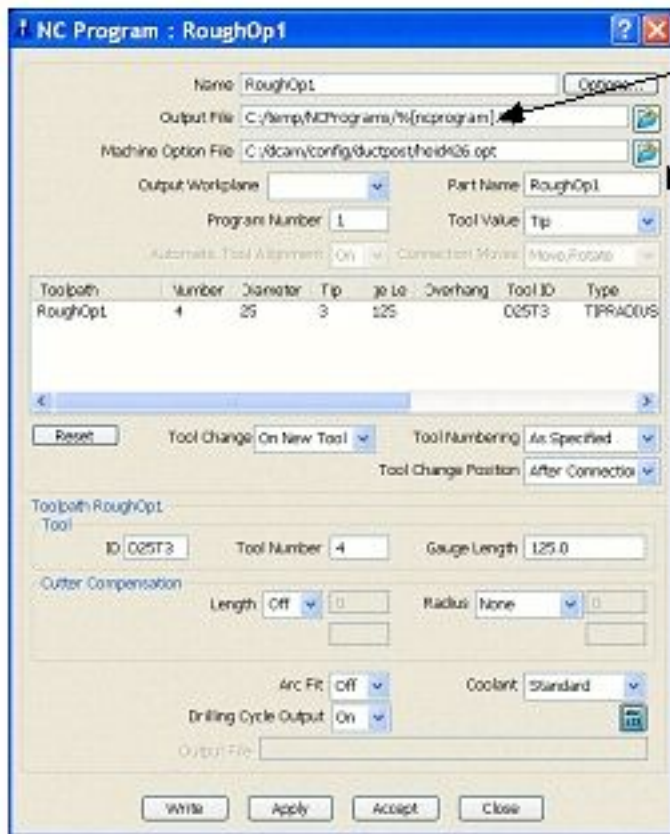 NC Program : RoughOp1
Name RoughOp1 Options...
Output File C:/temp/NCPrograms/%[ncprogram].
Machine Option File C:/dcam/config/ductpost/heid426.opt
Output Workplane Part Name RoughOp1
Program Number 1 Tool Value Tip
Automatic Tool Alignment On Connection Moves Move,Rotate
Toolpath Number Diameter Tip ge Le Overhang Tool ID Type
RoughOp1 4 25 3 125 D25T3 TIPRADIUS
Reset Tool Change On New Tool Tool Numbering As Specified
Tool Change Position After Connectio
Toolpath RoughOp1
Tool
ID D25T3 Tool Number 4 Gauge Length 125.0
Cutter Compensation
Length Off 0 Radius None 0
Arc Fit Off Coolant Standard
Drilling Cycle Output On
Output File
Write Apply Accept Close